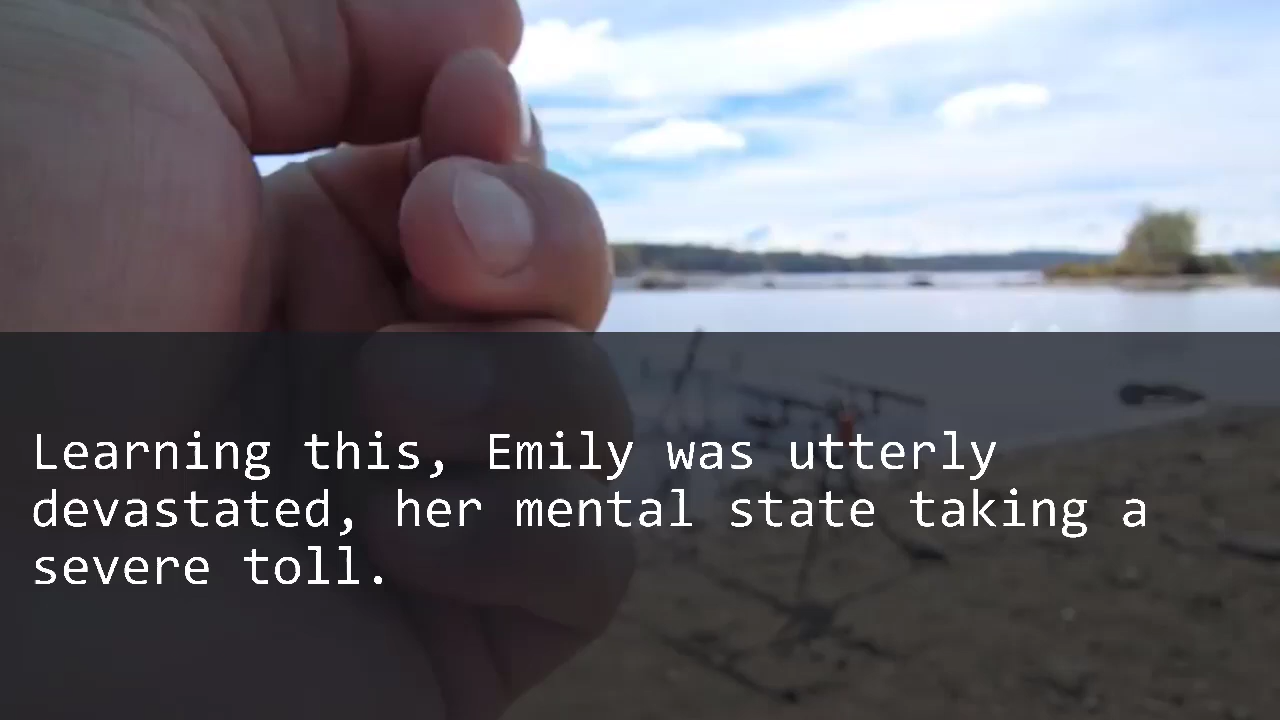 Learning this, Emily was utterly
devastated, her mental state taking a
severe toll.